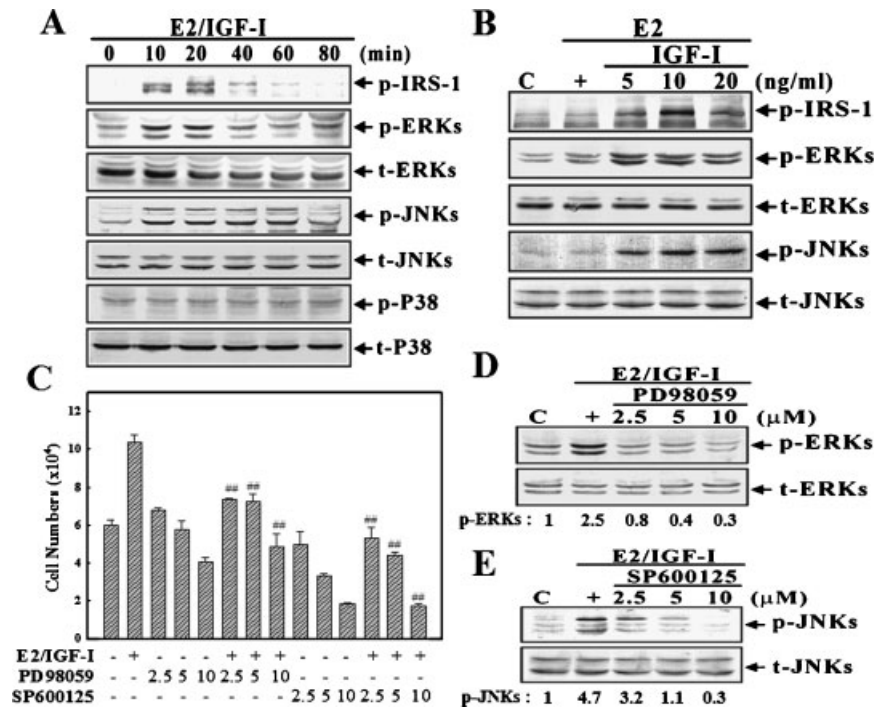 A
E2/IGF-I
0 10 20 40 60 80 (min)
p-IRS-1
p-ERKs
t-ERKs
p-JNKs
t-JNKs
p-P38
t-P38
B
E2
IGF-I
C + 5 10 20 (ng/ml)
p-IRS-1
p-ERKs
t-ERKs
p-JNKs
t-JNKs
C
Cell Numbers (x10⁴)
12
10
8
6
4
2
0
## ## ## ## ## ##
E2/IGF-I - + - - - + + + - - - + + +
PD98059 - - 2.5 5 10 2.5 5 10 - - - - - -
SP600125 - - - - - - - - 2.5 5 10 2.5 5 10
D
E2/IGF-I
PD98059
C + 2.5 5 10 (μM)
p-ERKs
t-ERKs
p-ERKs : 1 2.5 0.8 0.4 0.3
E
E2/IGF-I
SP600125
C + 2.5 5 10 (μM)
p-JNKs
t-JNKs
p-JNKs : 1 4.7 3.2 1.1 0.3